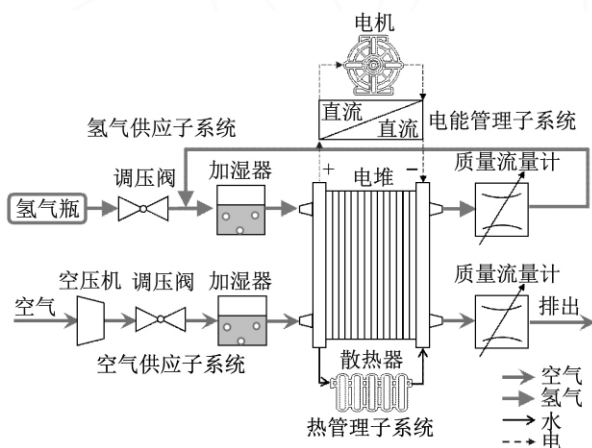 电机
直流
直流
电能管理子系统
氢气供应子系统
调压阀
加湿器
+
电堆
−
质量流量计
氢气瓶
空压机
调压阀
加湿器
质量流量计
空气
排出
空气供应子系统
散热器
热管理子系统
空气
氢气
水
电